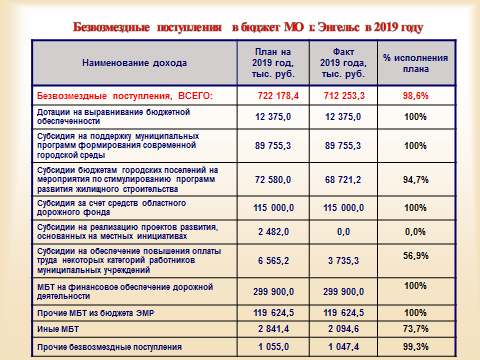 Безвозмездные поступления в бюджет МО г. Энгельс в 2019 году
Наименование дохода
План на
2019 год,
тыс. руб.
Факт
2019 года,
тыс. руб.
% исполнения
плана
Безвозмездные поступления, ВСЕГО: 722 178,4 712 253,3 98,6%
Дотации на выравнивание бюджетной
обеспеченности
12 375,0 12 375,0 100%
Субсидия на поддержку муниципальных
программ формирования современной
городской среды
89 755,3 89 755,3 100%
Субсидии бюджетам городских поселений на
мероприятия по стимулированию программ
развития жилищного строительства
72 580,0 68 721,2 94,7%
Субсидия за счет средств областного
дорожного фонда
115 000,0 115 000,0 100%
Субсидия на реализацию проектов развития,
основанных на местных инициативах
2 482,0 0,0 0,0%
Субсидии на обеспечение повышения оплаты
труда некоторых категорий работников
муниципальных учреждений
6 565,2 3 735,3 56,9%
МБТ на финансовое обеспечение дорожной
деятельности
299 900,0 299 900,0 100%
Прочие МБТ из бюджета ЭМР 119 624,5 119 624,5 100%
Иные МБТ 2 841,4 2 094,6 73,7%
Прочие безвозмездные поступления 1 055,0 1 047,4 99,3%